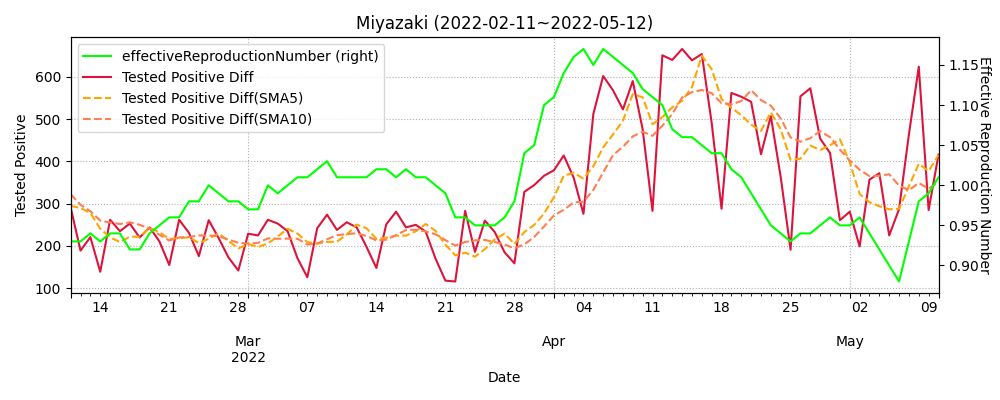 Miyazaki (2022-02-11~2022-05-12)
effectiveReproductionNumber (right)
Tested Positive Diff
Tested Positive Diff(SMA5)
Tested Positive Diff(SMA10)
Tested Positive
600
500
400
300
200
100
1.15
1.10
1.05
1.00
0.95
0.90
Effective Reproduction Number
14 21 28 07 14 21 28 04 11 18 25 02 09
Mar Apr May
2022
Date